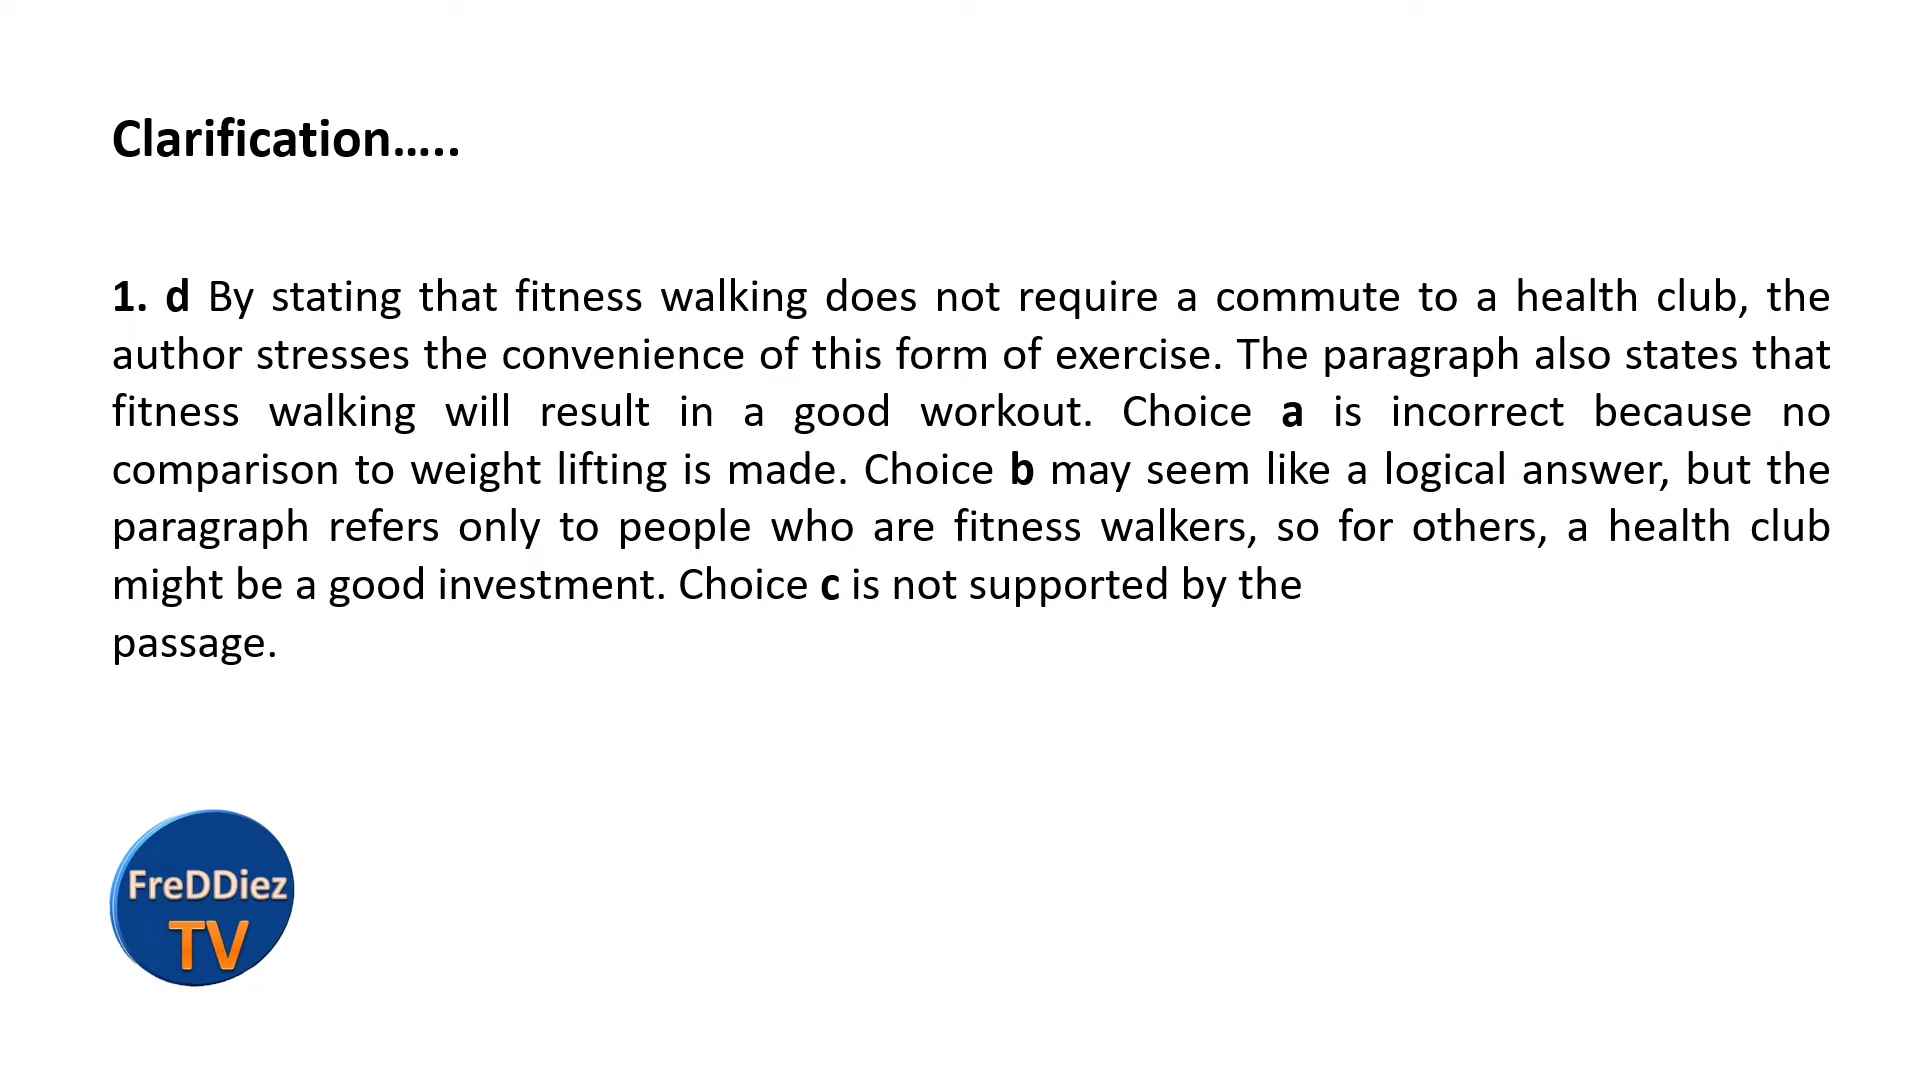 Clarification…..
1. d By stating that fitness walking does not require a commute to a health club, the
author stresses the convenience of this form of exercise. The paragraph also states that
fitness walking will result in a good workout. Choice a is incorrect because no
comparison to weight lifting is made. Choice b may seem like a logical answer, but the
paragraph refers only to people who are fitness walkers, so for others, a health club
might be a good investment. Choice c is not supported by the
passage.
FreDDiez
TV